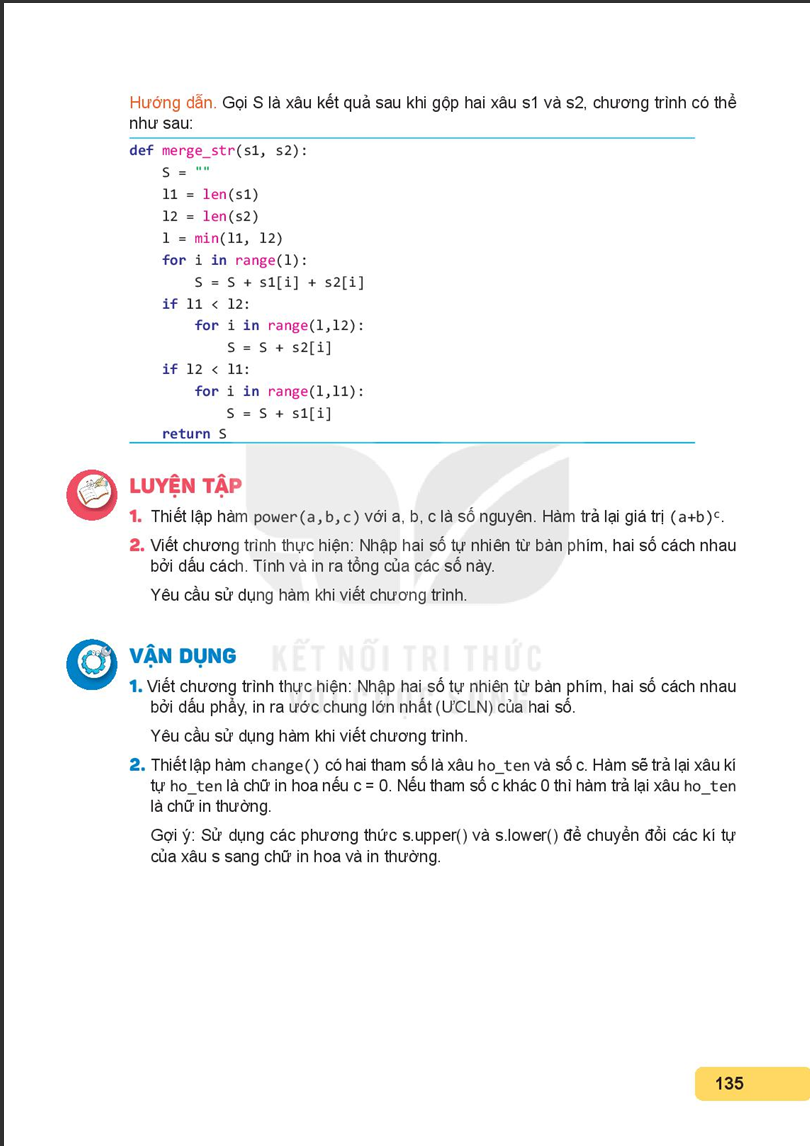 Hướng dẫn. Gọi S là xâu kết quả sau khi gộp hai xâu s1 và s2, chương trình có thể
như sau:
def merge_str(s1, s2):
    S = ""
    l1 = len(s1)
    l2 = len(s2)
    l = min(l1, l2)
    for i in range(l):
        S = S + s1[i] + s2[i]
    if l1 < l2:
        for i in range(l,l2):
            S = S + s2[i]
    if l2 < l1:
        for i in range(l,l1):
            S = S + s1[i]
    return S
LUYỆN TẬP
1. Thiết lập hàm power(a,b,c) với a, b, c là số nguyên. Hàm trả lại giá trị (a+b)ᶜ.
2. Viết chương trình thực hiện: Nhập hai số tự nhiên từ bàn phím, hai số cách nhau
bởi dấu cách. Tính và in ra tổng của các số này.
Yêu cầu sử dụng hàm khi viết chương trình.
KẾT NỐI TRI THỨC
VẬN DỤNG
1. Viết chương trình thực hiện: Nhập hai số tự nhiên từ bàn phím, hai số cách nhau
VỚI CUỘC SỐNG
bởi dấu phẩy, in ra ước chung lớn nhất (ƯCLN) của hai số.
Yêu cầu sử dụng hàm khi viết chương trình.
2. Thiết lập hàm change() có hai tham số là xâu ho_ten và số c. Hàm sẽ trả lại xâu kí
tự ho_ten là chữ in hoa nếu c = 0. Nếu tham số c khác 0 thì hàm trả lại xâu ho_ten
là chữ in thường.
Gợi ý: Sử dụng các phương thức s.upper() và s.lower() để chuyển đổi các kí tự
của xâu s sang chữ in hoa và in thường.
135